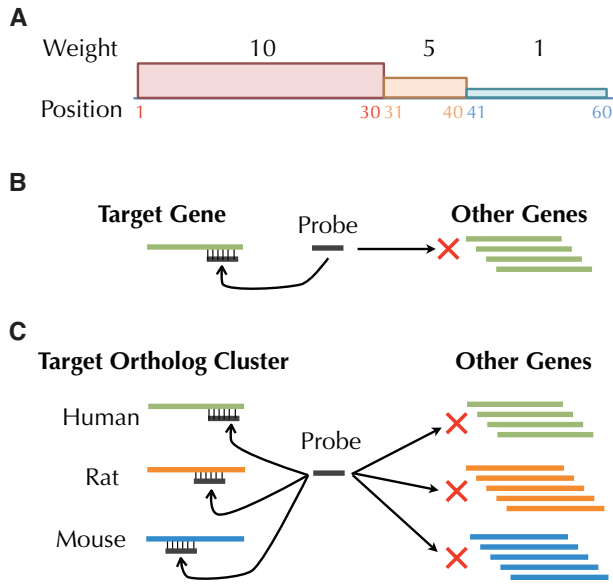 A
Weight 10 5 1
Position 1 30 31 40 41 60
B
Target Gene Probe Other Genes
C
Target Ortholog Cluster Other Genes
Human
Probe
Rat
Mouse